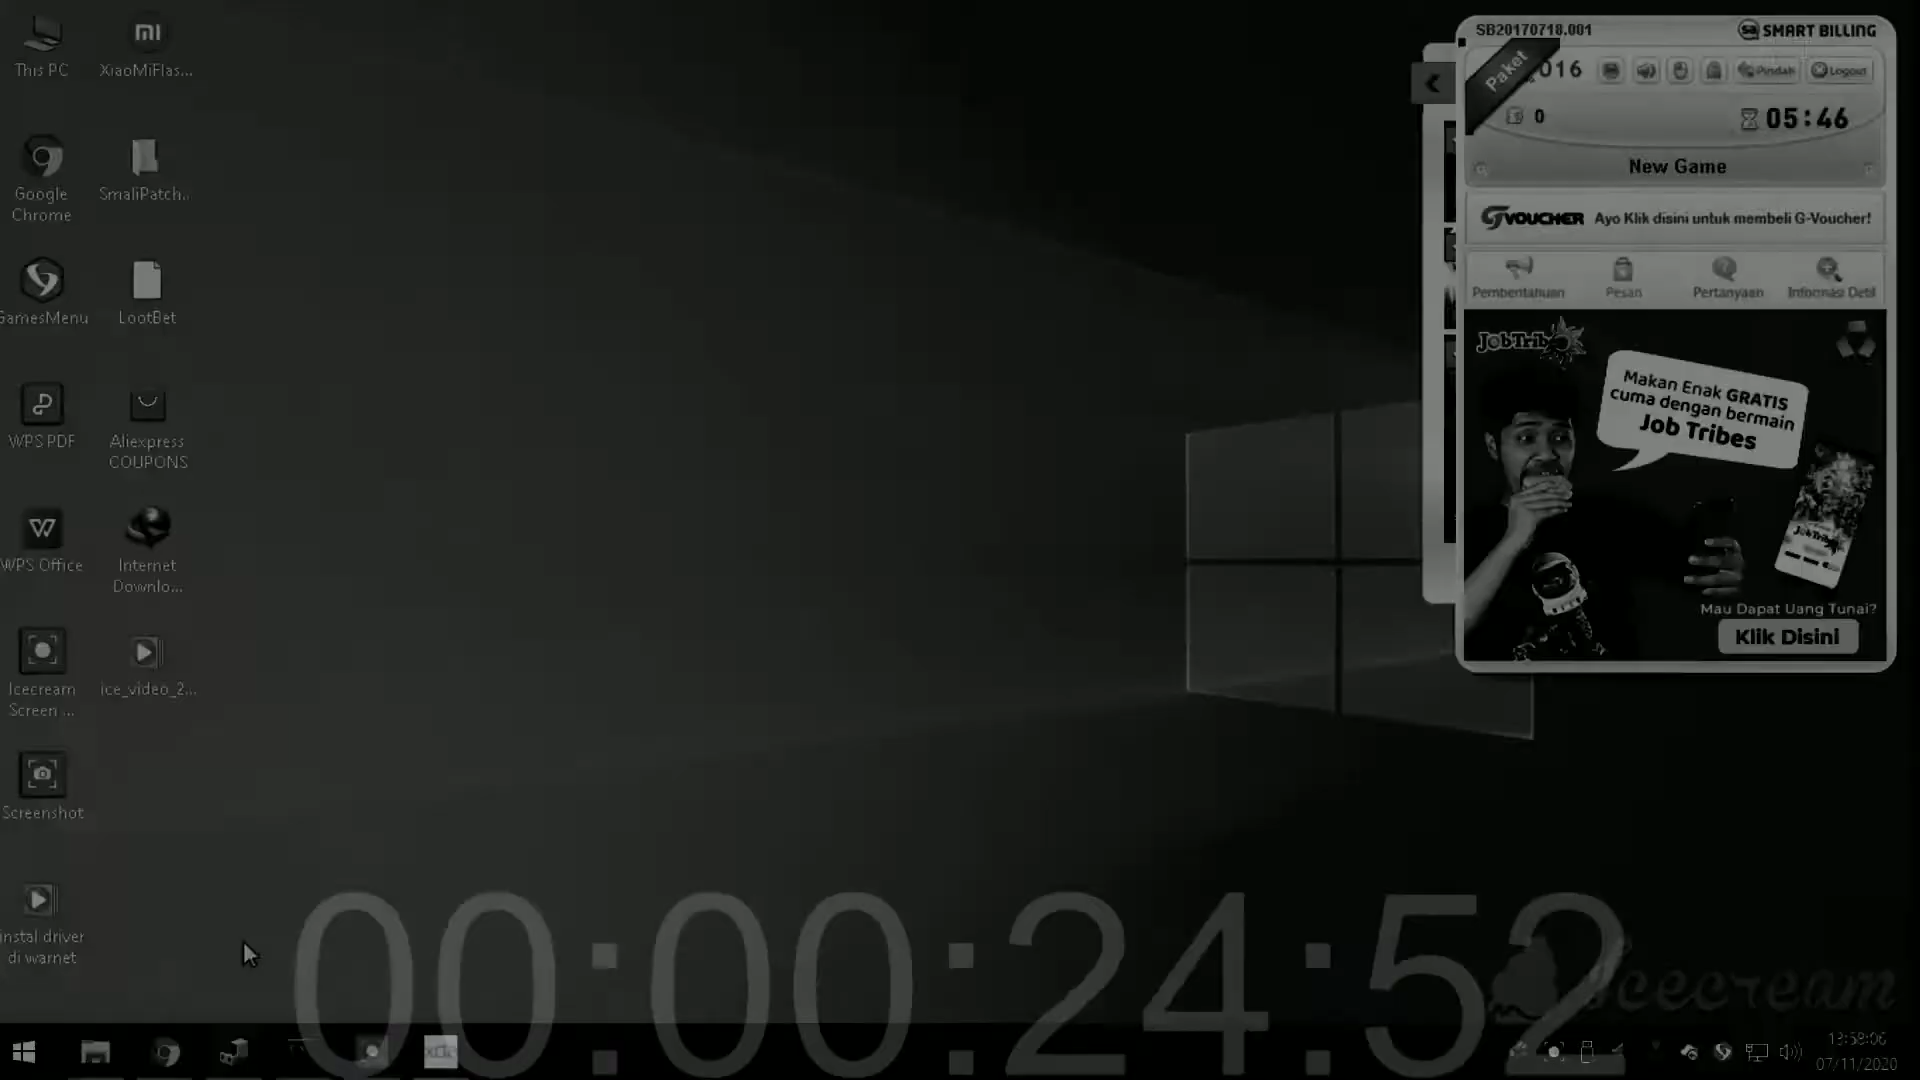 This PC
XiaoMiFlas...
Google
Chrome
SmaliPatch..
GamesMenu
LootBet
WPS PDF
Aliexpress
COUPONS
WPS Office
Internet
Downlo...
Icecream
Screen ...
ice_video_2...
Screenshot
instal driver
di warnet
SB20170718.001
SMART BILLING
Paket
016
Pindah
Logout
0
05:46
New Game
GVOUCHER Ayo Klik disini untuk membeli G-Voucher!
Pemberitahuan
Pesan
Pertanyaan
Informasi Detil
JobTribes
Makan Enak GRATIS
cuma dengan bermain
Job Tribes
JobTribes
Mau Dapat Uang Tunai?
Klik Disini
00:00:24:52
Icecream
13:58:06
07/11/2020